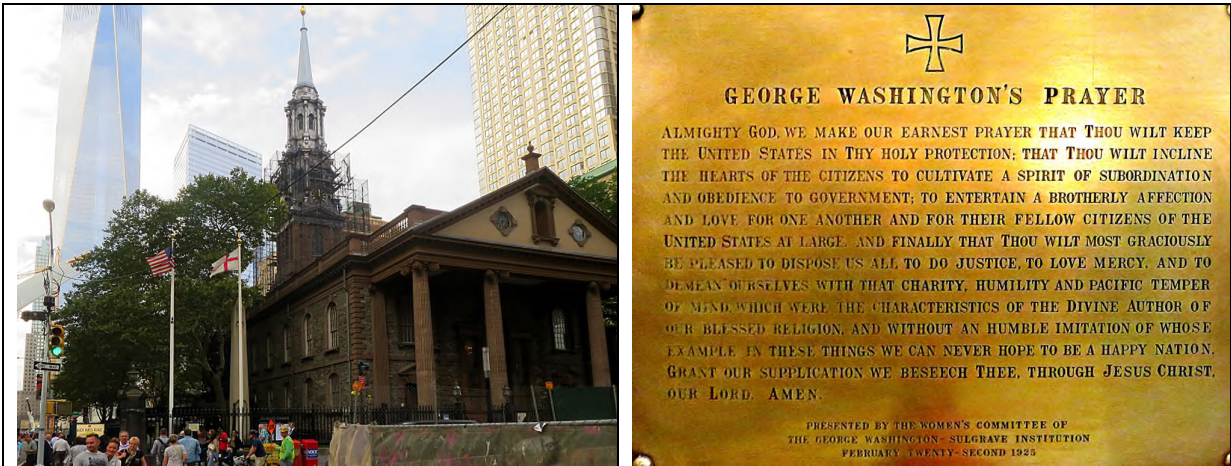 GEORGE WASHINGTON'S PRAYER
ALMIGHTY GOD, WE MAKE OUR EARNEST PRAYER THAT THOU WILT KEEP
THE UNITED STATES IN THY HOLY PROTECTION; THAT THOU WILT INCLINE
THE HEARTS OF THE CITIZENS TO CULTIVATE A SPIRIT OF SUBORDINATION
AND OBEDIENCE TO GOVERNMENT; TO ENTERTAIN A BROTHERLY AFFECTION
AND LOVE FOR ONE ANOTHER AND FOR THEIR FELLOW CITIZENS OF THE
UNITED STATES AT LARGE. AND FINALLY THAT THOU WILT MOST GRACIOUSLY
BE PLEASED TO DISPOSE US ALL TO DO JUSTICE, TO LOVE MERCY, AND TO
DEMEAN OURSELVES WITH THAT CHARITY, HUMILITY AND PACIFIC TEMPER
OF MIND, WHICH WERE THE CHARACTERISTICS OF THE DIVINE AUTHOR OF
OUR BLESSED RELIGION, AND WITHOUT AN HUMBLE IMITATION OF WHOSE
EXAMPLE IN THESE THINGS WE CAN NEVER HOPE TO BE A HAPPY NATION.
GRANT OUR SUPPLICATION WE BESEECH THEE, THROUGH JESUS CHRIST,
OUR LORD. AMEN.
PRESENTED BY THE WOMEN'S COMMITTEE OF
THE GEORGE WASHINGTON-SULGRAVE INSTITUTION
FEBRUARY TWENTY-SECOND 1925